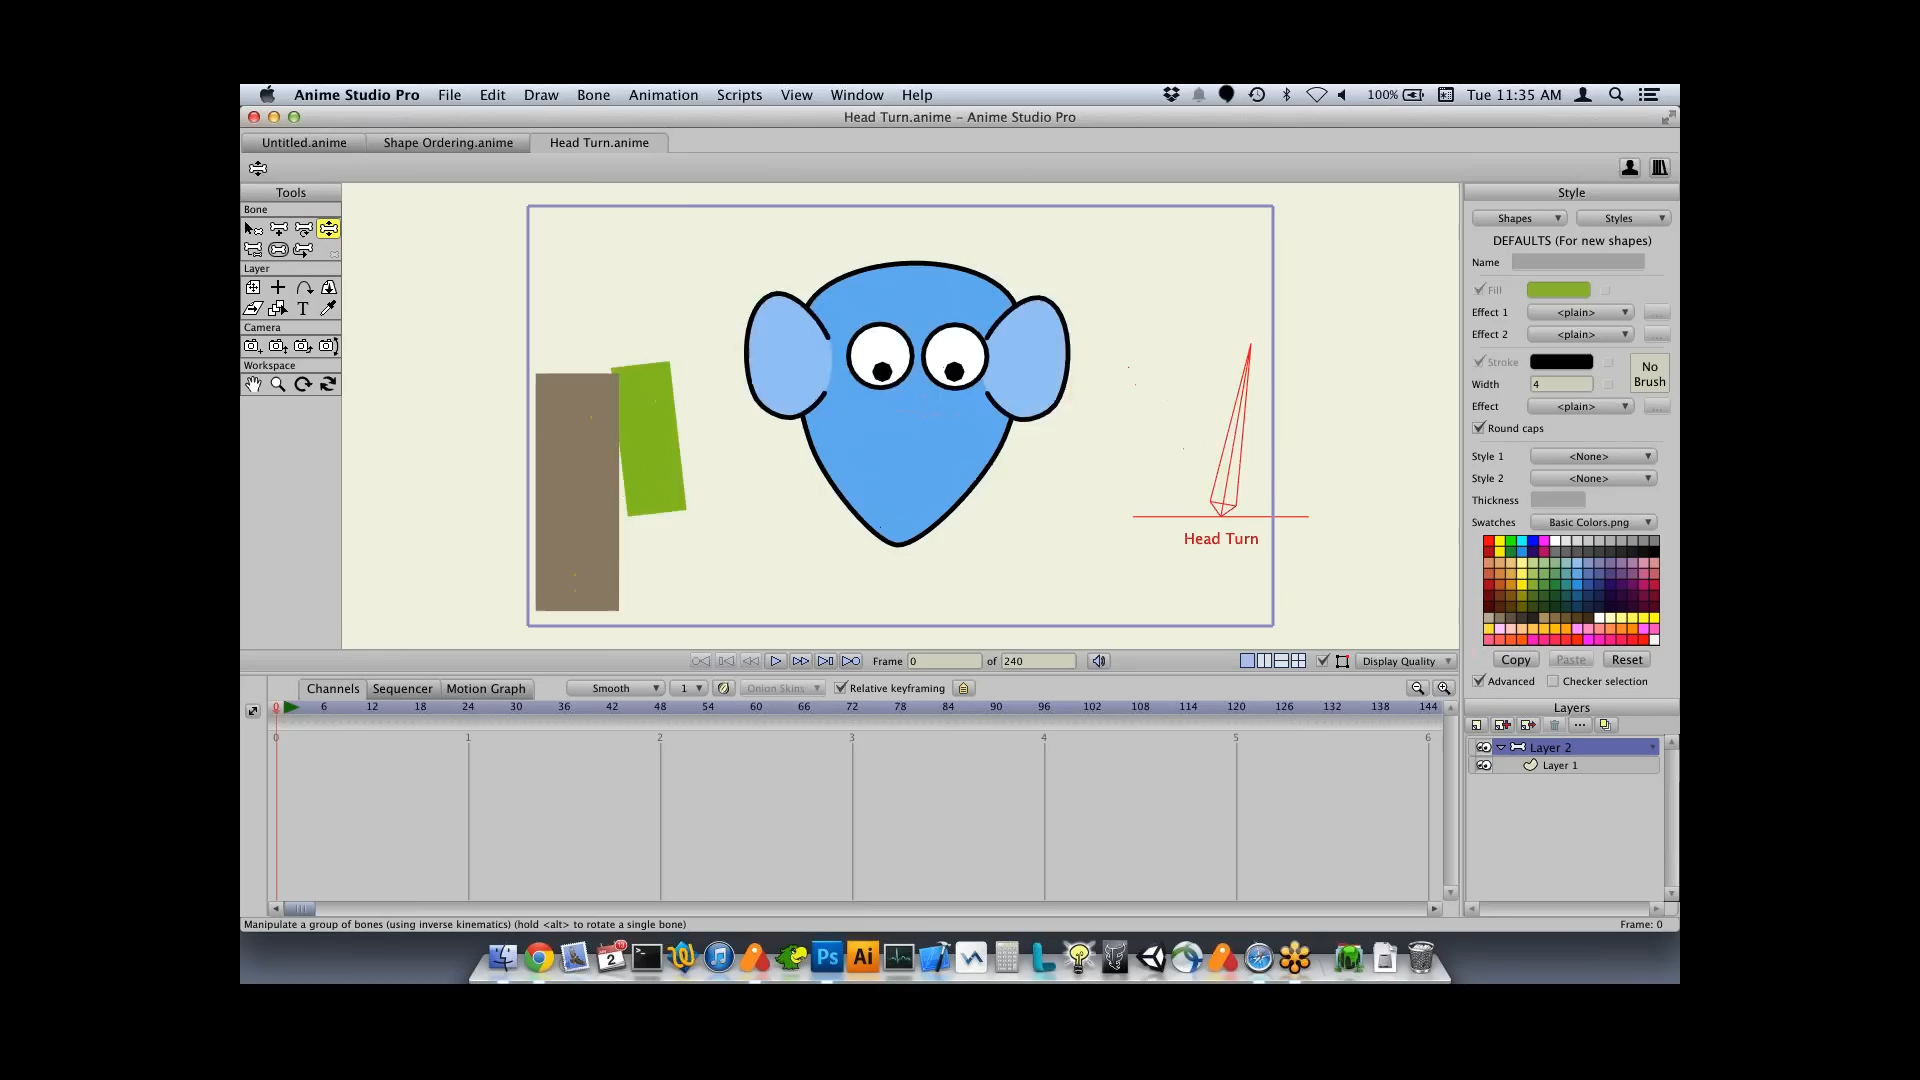 Anime Studio Pro File Edit Draw Bone Animation Scripts View Window Help 100% Tue 11:35 AM
Head Turn.anime – Anime Studio Pro
Untitled.anime Shape Ordering.anime Head Turn.anime
Tools
Bone
Layer
T
Camera
Workspace
Head Turn
Style
Shapes Styles
DEFAULTS (For new shapes)
Name
Fill
Effect 1 <plain> ...
Effect 2 <plain> ...
Stroke
No Brush
Width 4
Effect <plain> ...
Round caps
Style 1 <None>
Style 2 <None>
Thickness
Swatches Basic Colors.png
Copy Paste Reset
Advanced Checker selection
Frame 0 of 240 Display Quality
Channels Sequencer Motion Graph Smooth 1 Onion Skins Relative keyframing
0 6 12 18 24 30 36 42 48 54 60 66 72 78 84 90 96 102 108 114 120 126 132 138 144
0 1 2 3 4 5 6
Layers
Layer 2
Layer 1
Manipulate a group of bones (using inverse kinematics) (hold <alt> to rotate a single bone) Frame: 0
2 Ps Ai